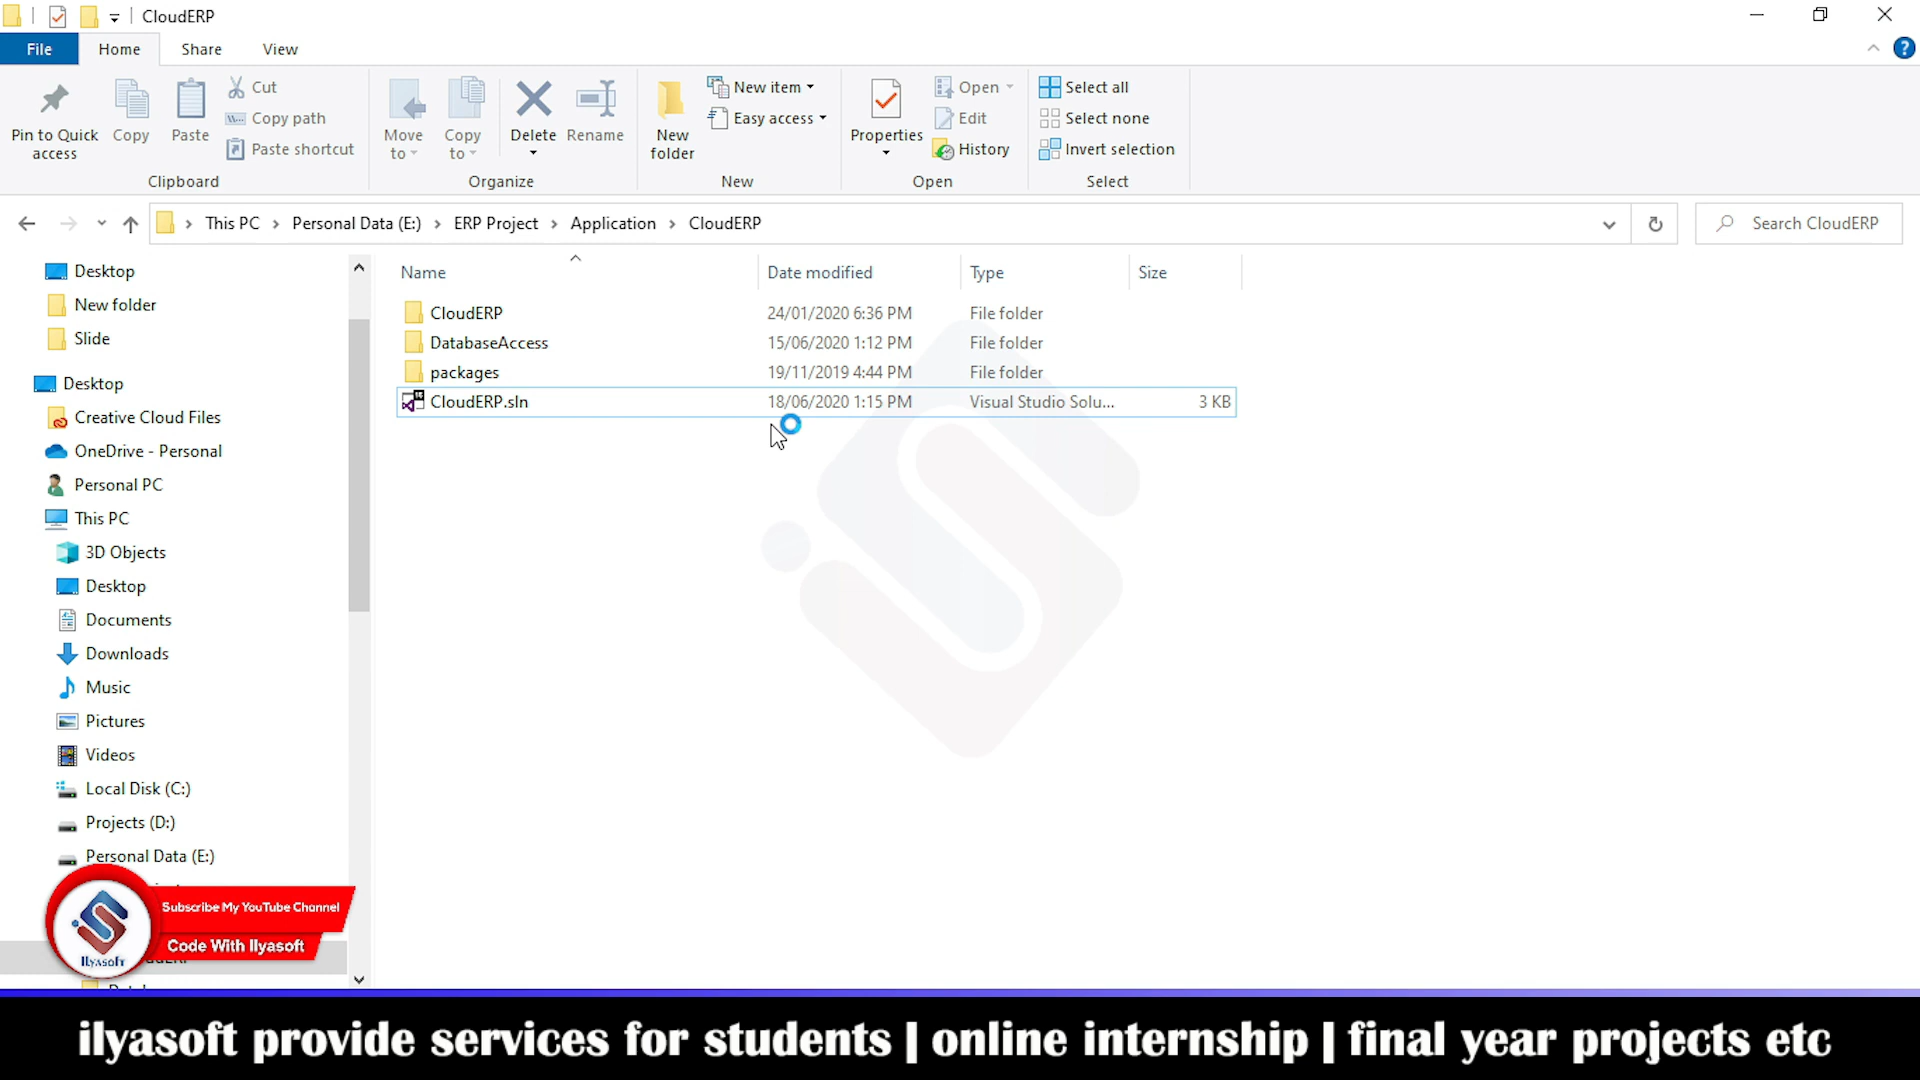 CloudERP
File Home Share View
Pin to Quick access
Copy
Paste
Cut
Copy path
Paste shortcut
Clipboard
Move to
Copy to
Delete
Rename
Organize
New folder
New item
Easy access
New
Properties
Open
Edit
History
Open
Select all
Select none
Invert selection
Select
This PC > Personal Data (E:) > ERP Project > Application > CloudERP
Search CloudERP
Desktop
New folder
Slide
Desktop
Creative Cloud Files
OneDrive - Personal
Personal PC
This PC
3D Objects
Desktop
Documents
Downloads
Music
Pictures
Videos
Local Disk (C:)
Projects (D:)
Personal Data (E:)
Name Date modified Type Size
CloudERP 24/01/2020 6:36 PM File folder
DatabaseAccess 15/06/2020 1:12 PM File folder
packages 19/11/2019 4:44 PM File folder
CloudERP.sln 18/06/2020 1:15 PM Visual Studio Solu... 3 KB
Subscribe My YouTube Channel
Code With Ilyasoft
Ilyasoft
ilyasoft provide services for students | online internship | final year projects etc